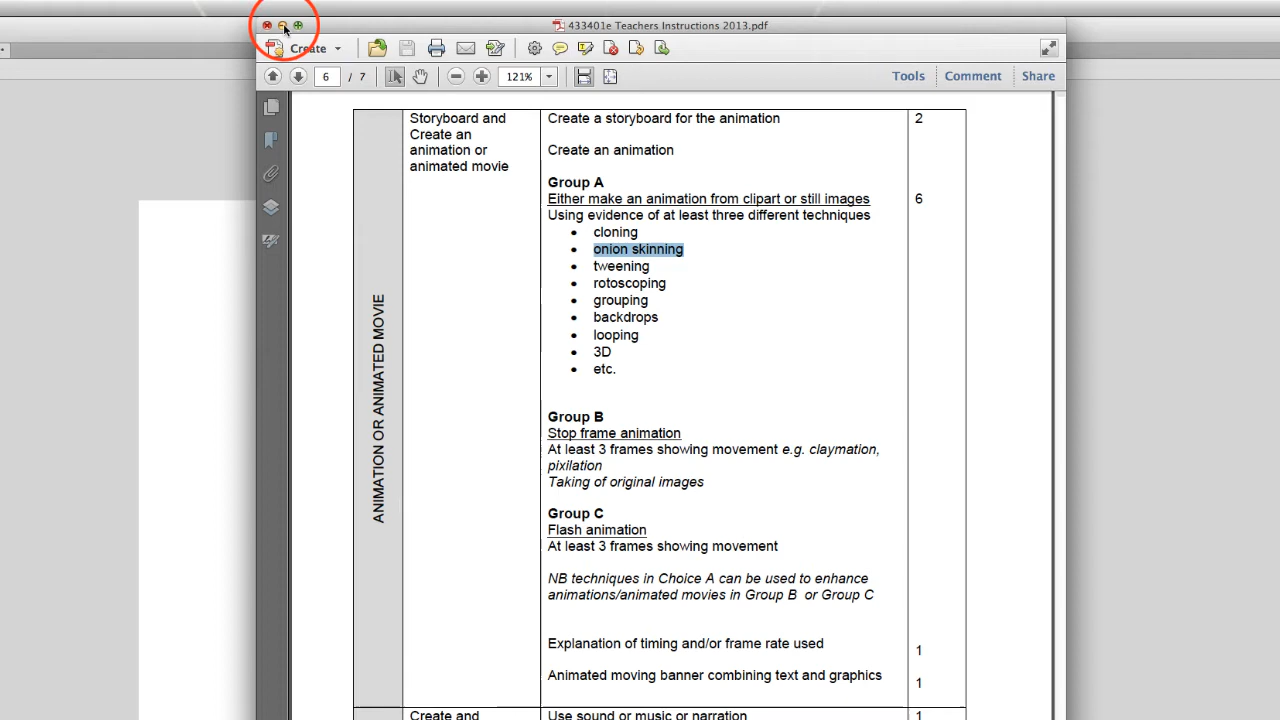 433401e Teachers Instructions 2013.pdf
Create
6 / 7 121% Tools Comment Share
ANIMATION OR ANIMATED MOVIE
Storyboard and
Create an
animation or
animated movie
Create a storyboard for the animation 2
Create an animation
Group A
Either make an animation from clipart or still images 6
Using evidence of at least three different techniques
• cloning
• onion skinning
• tweening
• rotoscoping
• grouping
• backdrops
• looping
• 3D
• etc.
Group B
Stop frame animation
At least 3 frames showing movement e.g. claymation,
pixilation
Taking of original images
Group C
Flash animation
At least 3 frames showing movement
NB techniques in Choice A can be used to enhance
animations/animated movies in Group B or Group C
Explanation of timing and/or frame rate used 1
Animated moving banner combining text and graphics 1
Create and Use sound or music or narration 1